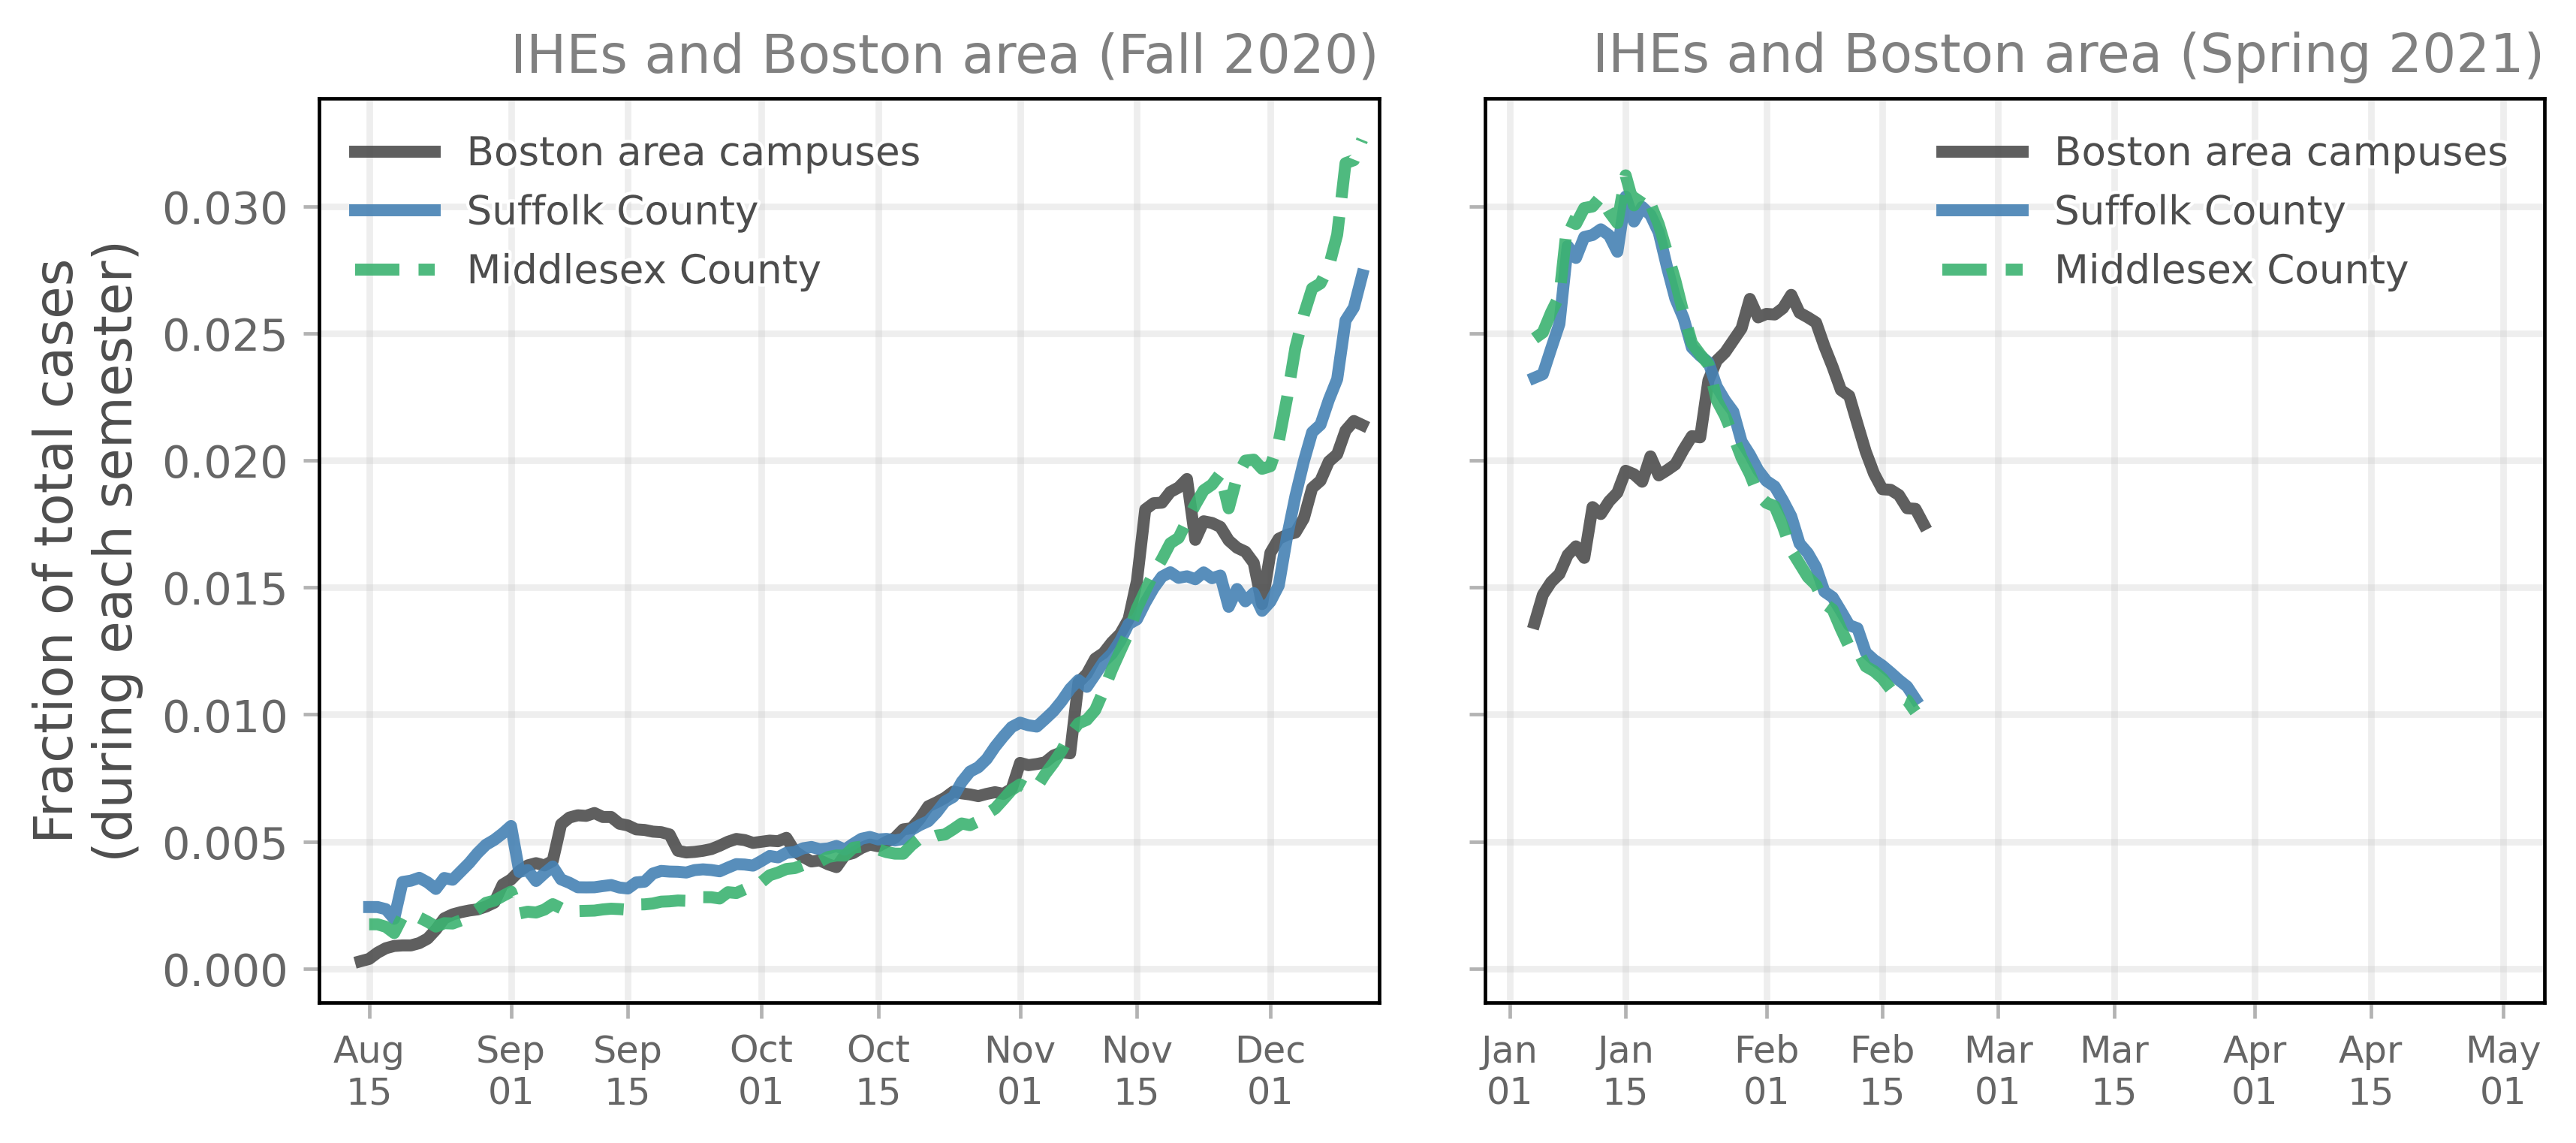 IHEs and Boston area (Fall 2020)
Boston area campuses
Suffolk County
Middlesex County
Fraction of total cases
(during each semester)
0.030
0.025
0.020
0.015
0.010
0.005
0.000
Aug Sep Sep Oct Oct Nov Nov Dec
15 01 15 01 15 01 15 01
IHEs and Boston area (Spring 2021)
Boston area campuses
Suffolk County
Middlesex County
Jan Jan Feb Feb Mar Mar Apr Apr May
01 15 01 15 01 15 01 15 01